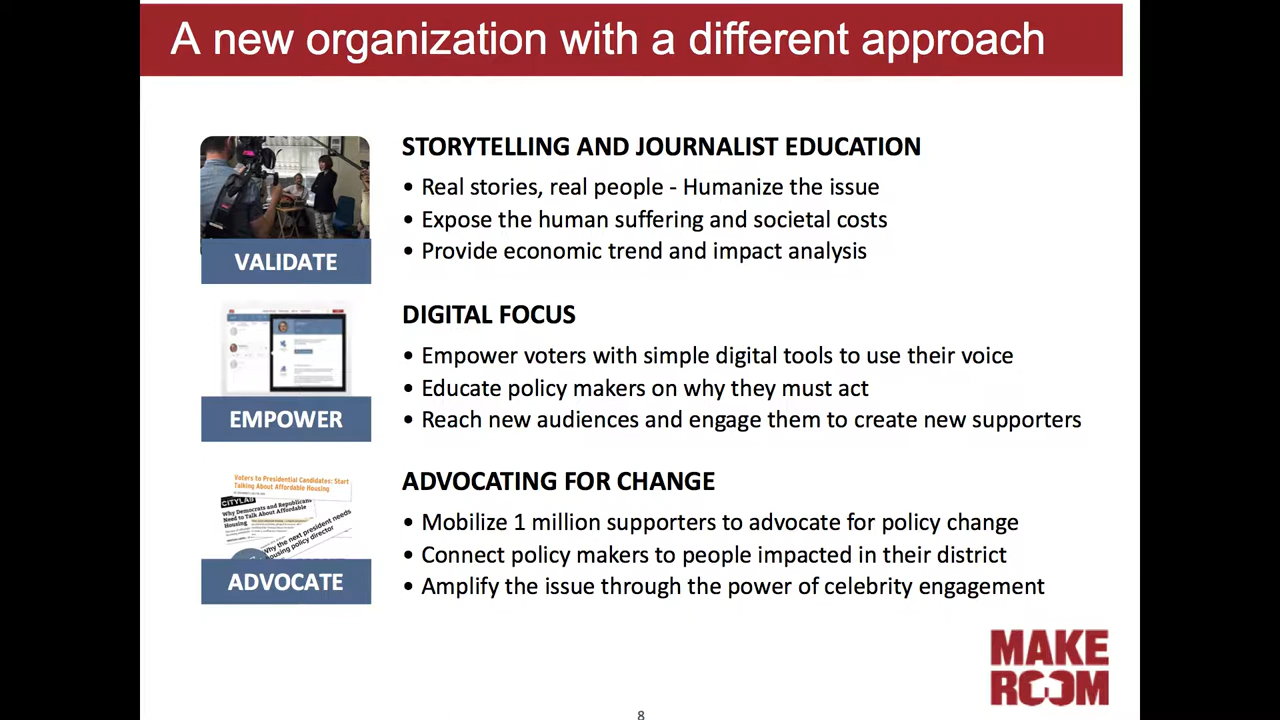 A new organization with a different approach
STORYTELLING AND JOURNALIST EDUCATION
• Real stories, real people - Humanize the issue
• Expose the human suffering and societal costs
• Provide economic trend and impact analysis
VALIDATE
DIGITAL FOCUS
• Empower voters with simple digital tools to use their voice
• Educate policy makers on why they must act
• Reach new audiences and engage them to create new supporters
EMPOWER
ADVOCATING FOR CHANGE
• Mobilize 1 million supporters to advocate for policy change
• Connect policy makers to people impacted in their district
• Amplify the issue through the power of celebrity engagement
Voters to Presidential Candidates: Start
Talking About Affordable Housing
CITYLAB
Why Democrats and Republicans
Need to Talk About Affordable
Housing
Why the next president needs
housing policy director
ADVOCATE
MAKE
ROOM
8